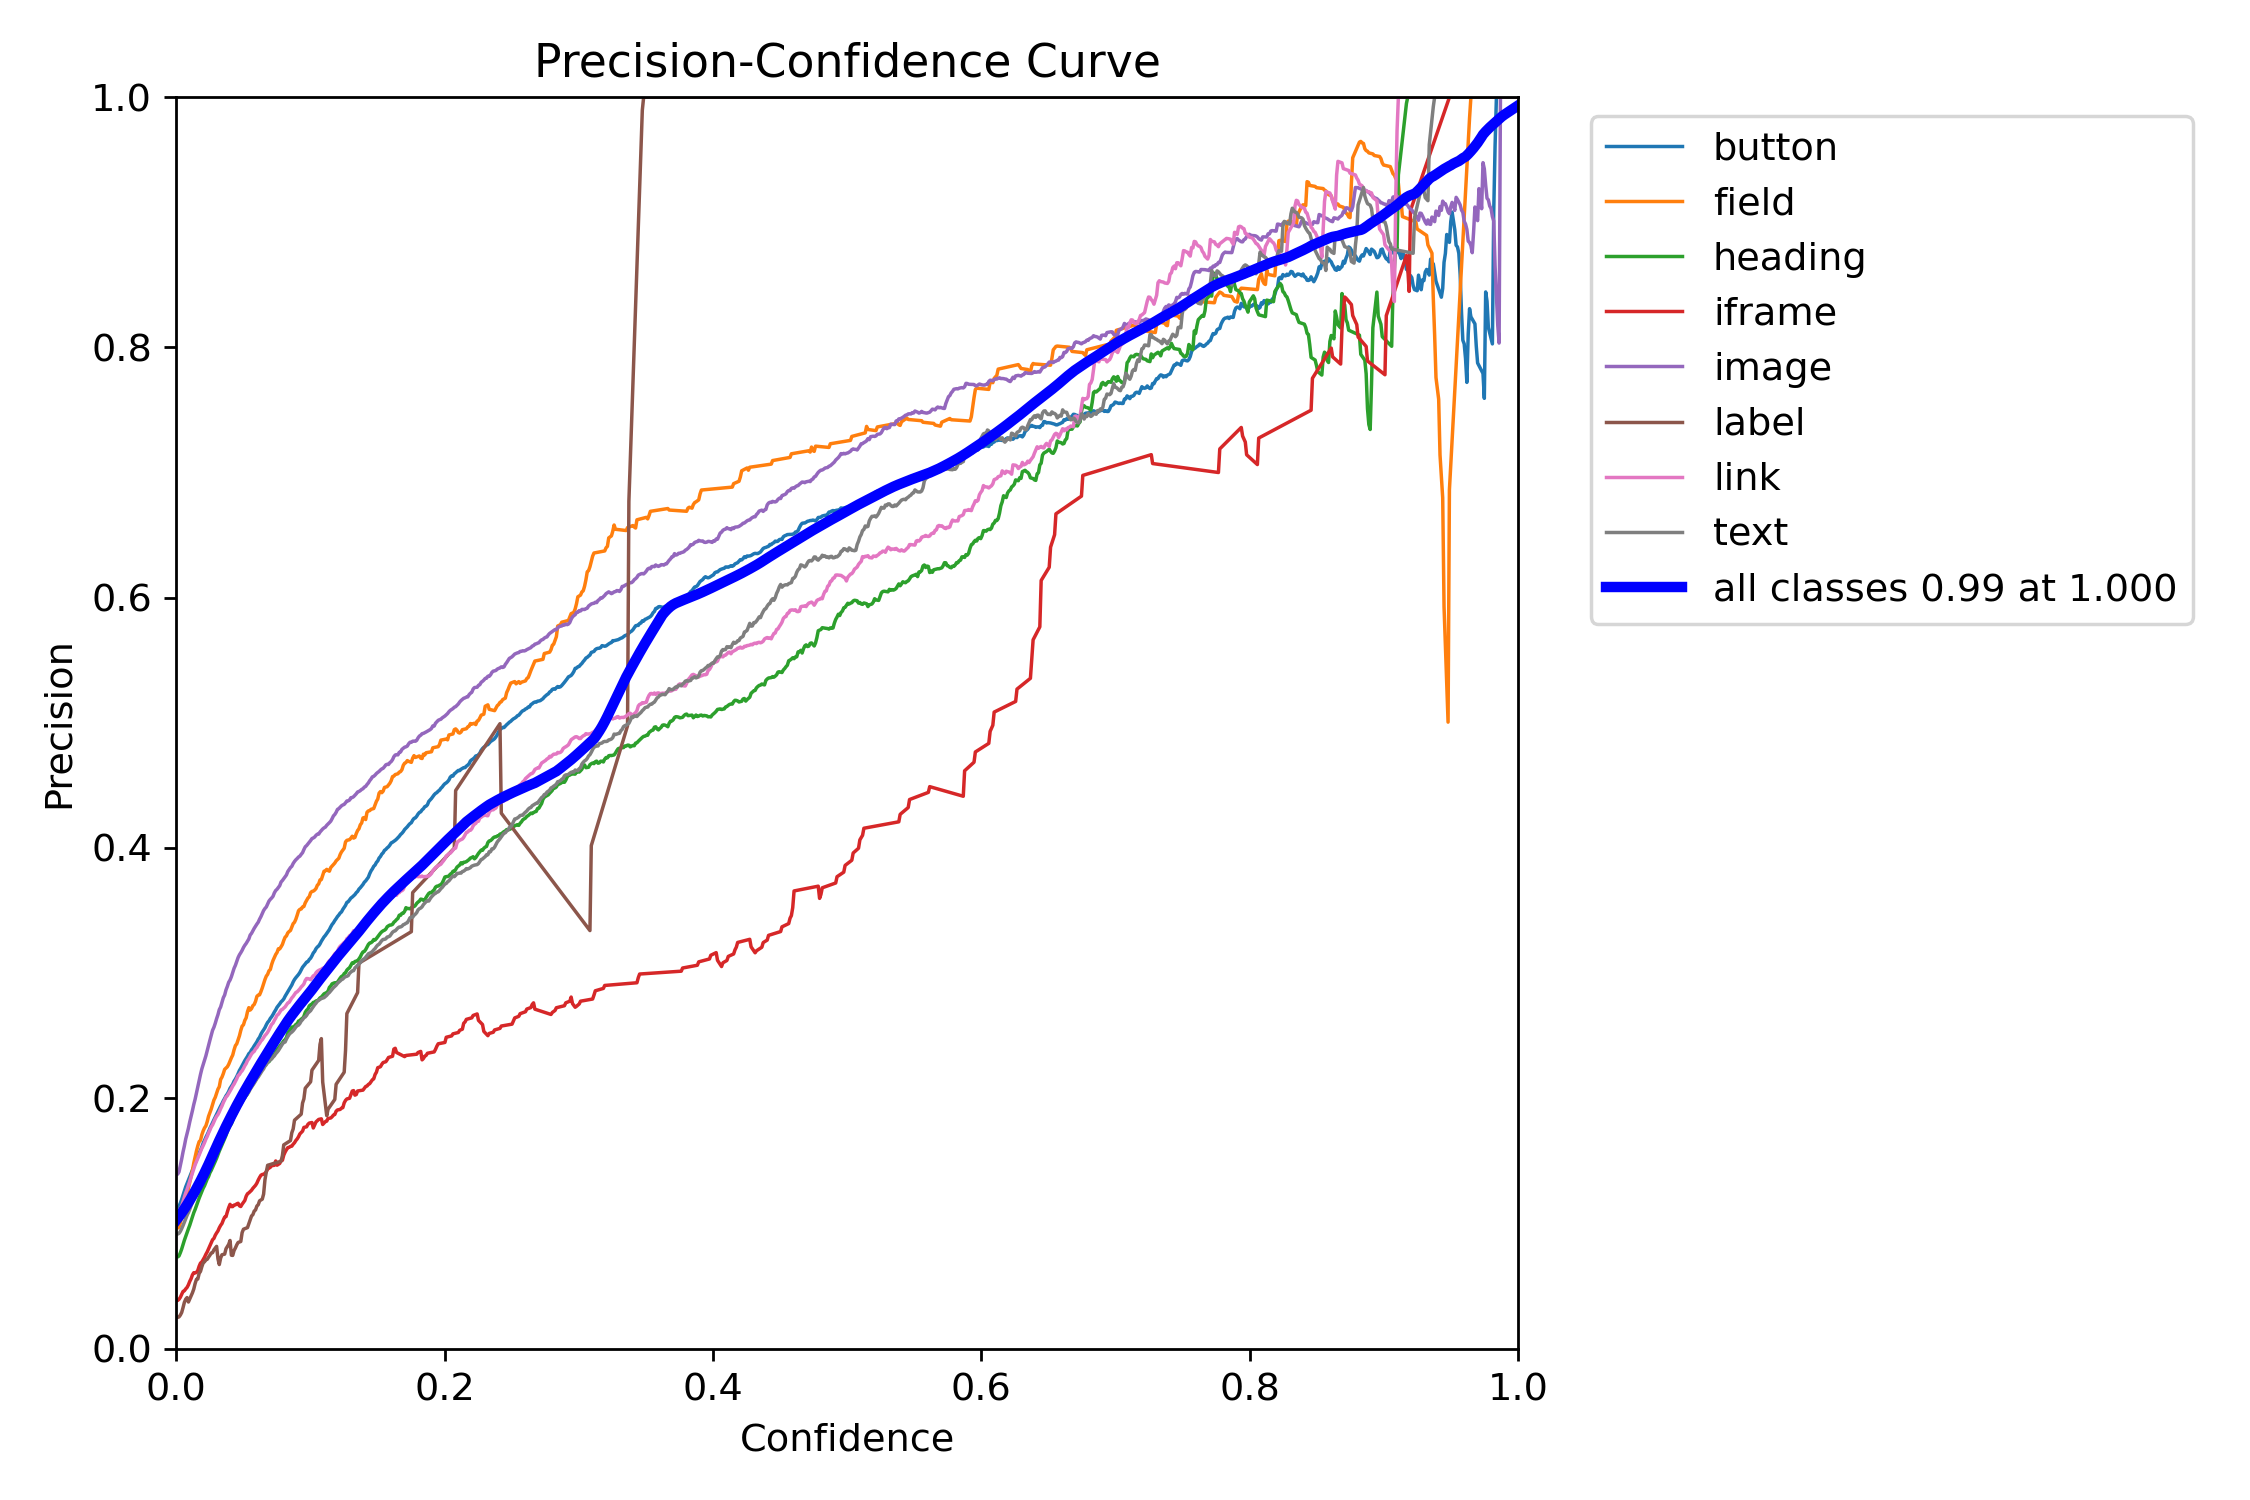 Precision-Confidence Curve
1.0
0.8
0.6
0.4
0.2
0.0
Precision
0.0 0.2 0.4 0.6 0.8 1.0
Confidence
button
field
heading
iframe
image
label
link
text
all classes 0.99 at 1.000